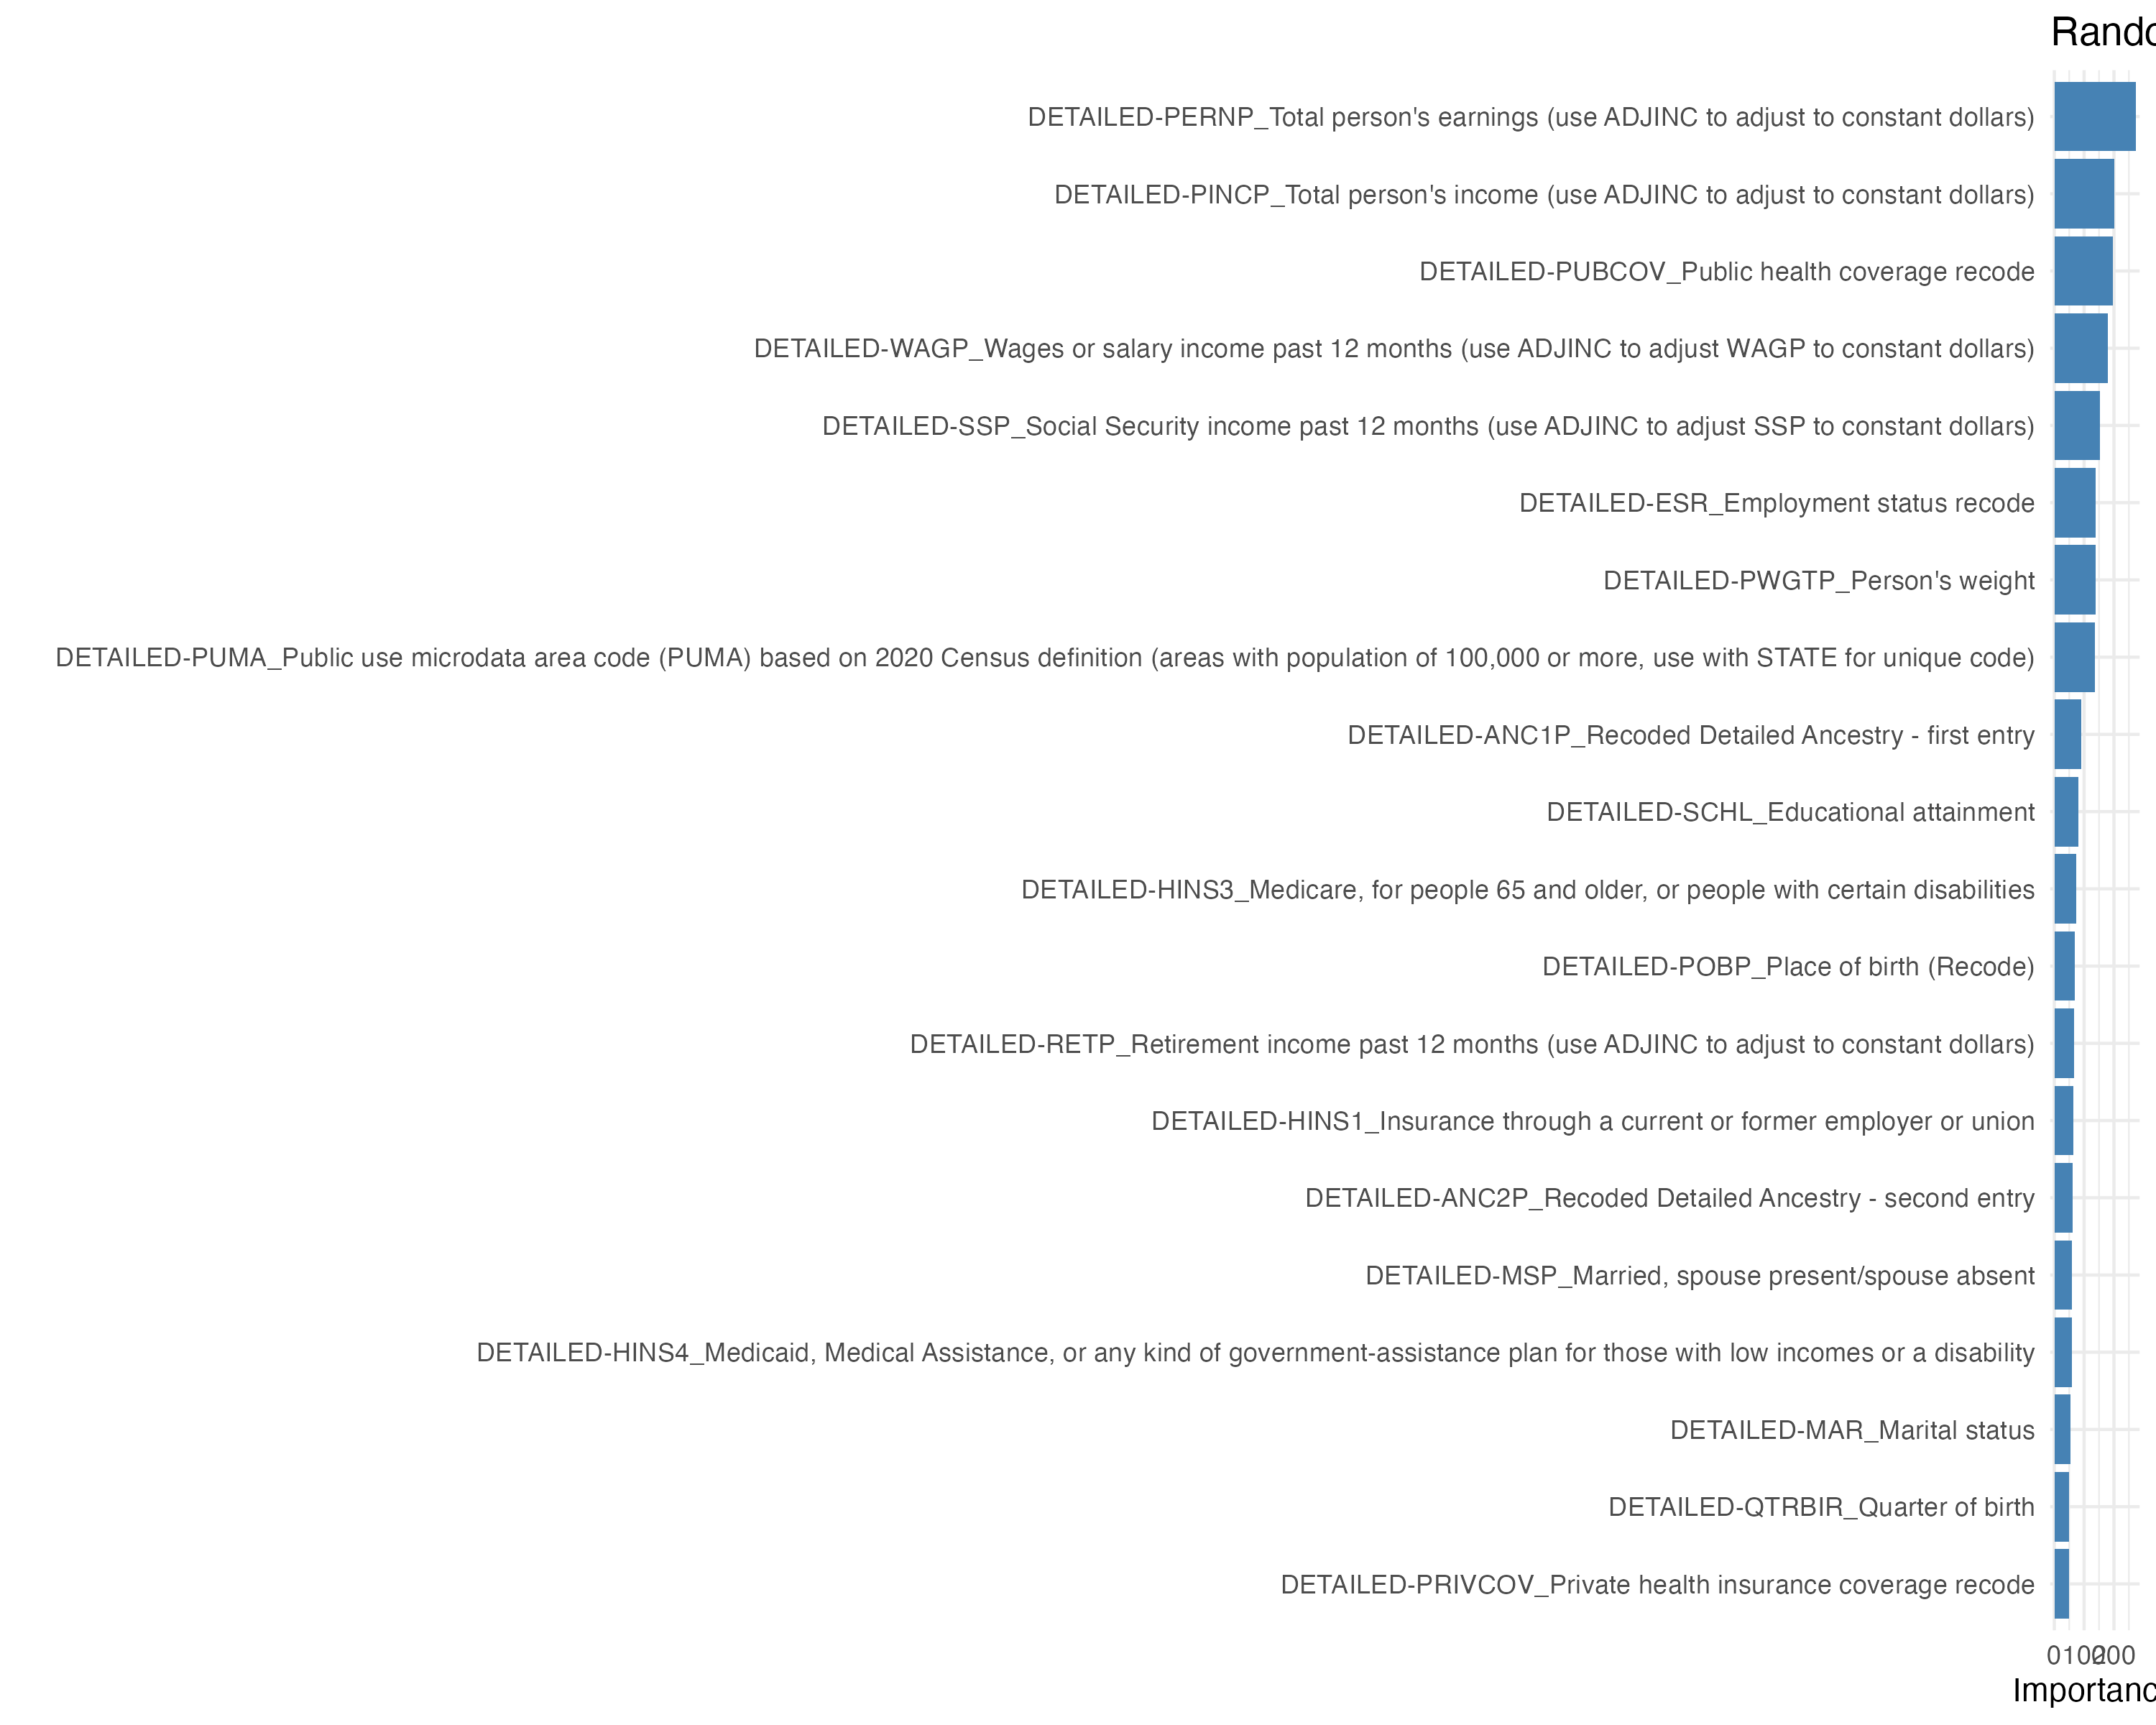 Rando
DETAILED-PERNP_Total person's earnings (use ADJINC to adjust to constant dollars)
DETAILED-PINCP_Total person's income (use ADJINC to adjust to constant dollars)
DETAILED-PUBCOV_Public health coverage recode
DETAILED-WAGP_Wages or salary income past 12 months (use ADJINC to adjust WAGP to constant dollars)
DETAILED-SSP_Social Security income past 12 months (use ADJINC to adjust SSP to constant dollars)
DETAILED-ESR_Employment status recode
DETAILED-PWGTP_Person's weight
DETAILED-PUMA_Public use microdata area code (PUMA) based on 2020 Census definition (areas with population of 100,000 or more, use with STATE for unique code)
DETAILED-ANC1P_Recoded Detailed Ancestry - first entry
DETAILED-SCHL_Educational attainment
DETAILED-HINS3_Medicare, for people 65 and older, or people with certain disabilities
DETAILED-POBP_Place of birth (Recode)
DETAILED-RETP_Retirement income past 12 months (use ADJINC to adjust to constant dollars)
DETAILED-HINS1_Insurance through a current or former employer or union
DETAILED-ANC2P_Recoded Detailed Ancestry - second entry
DETAILED-MSP_Married, spouse present/spouse absent
DETAILED-HINS4_Medicaid, Medical Assistance, or any kind of government-assistance plan for those with low incomes or a disability
DETAILED-MAR_Marital status
DETAILED-QTRBIR_Quarter of birth
DETAILED-PRIVCOV_Private health insurance coverage recode
0 100 200
Importanc